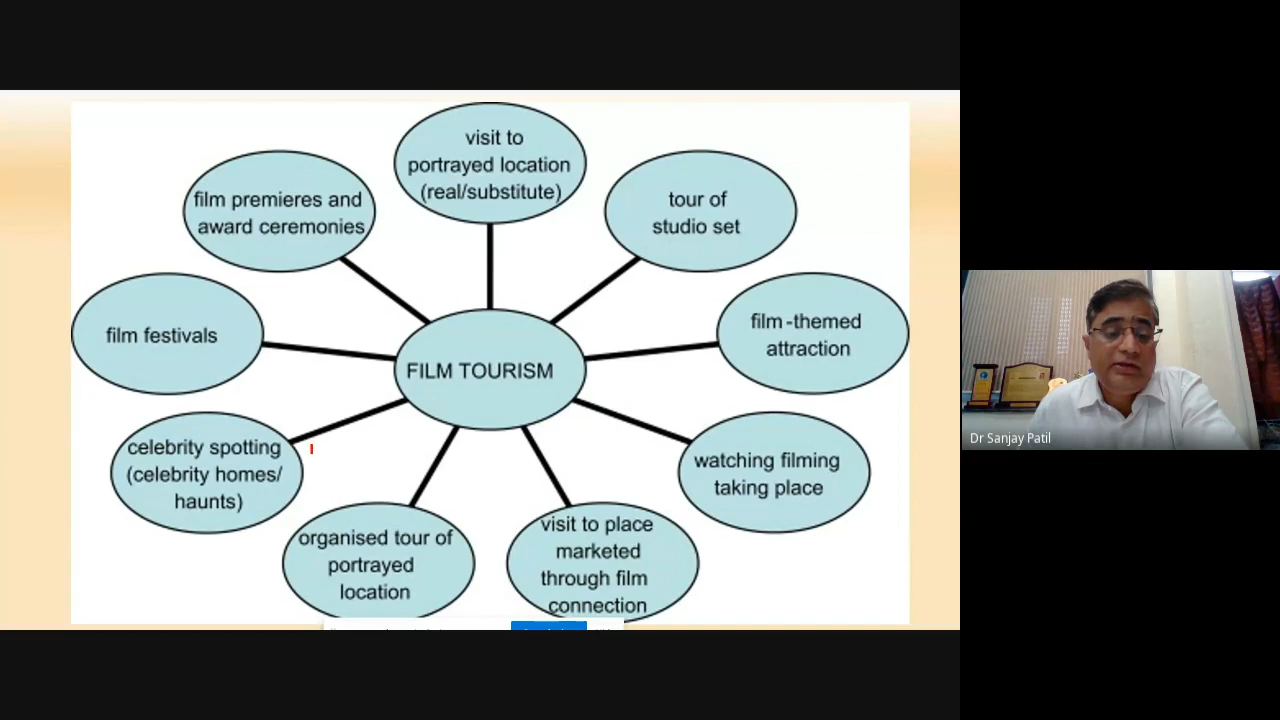 visit to
portrayed location
(real/substitute)
film premieres and
award ceremonies
tour of
studio set
film festivals
film-themed
attraction
FILM TOURISM
celebrity spotting
(celebrity homes/
haunts)
watching filming
taking place
organised tour of
portrayed
location
visit to place
marketed
through film
connection
Dr Sanjay Patil